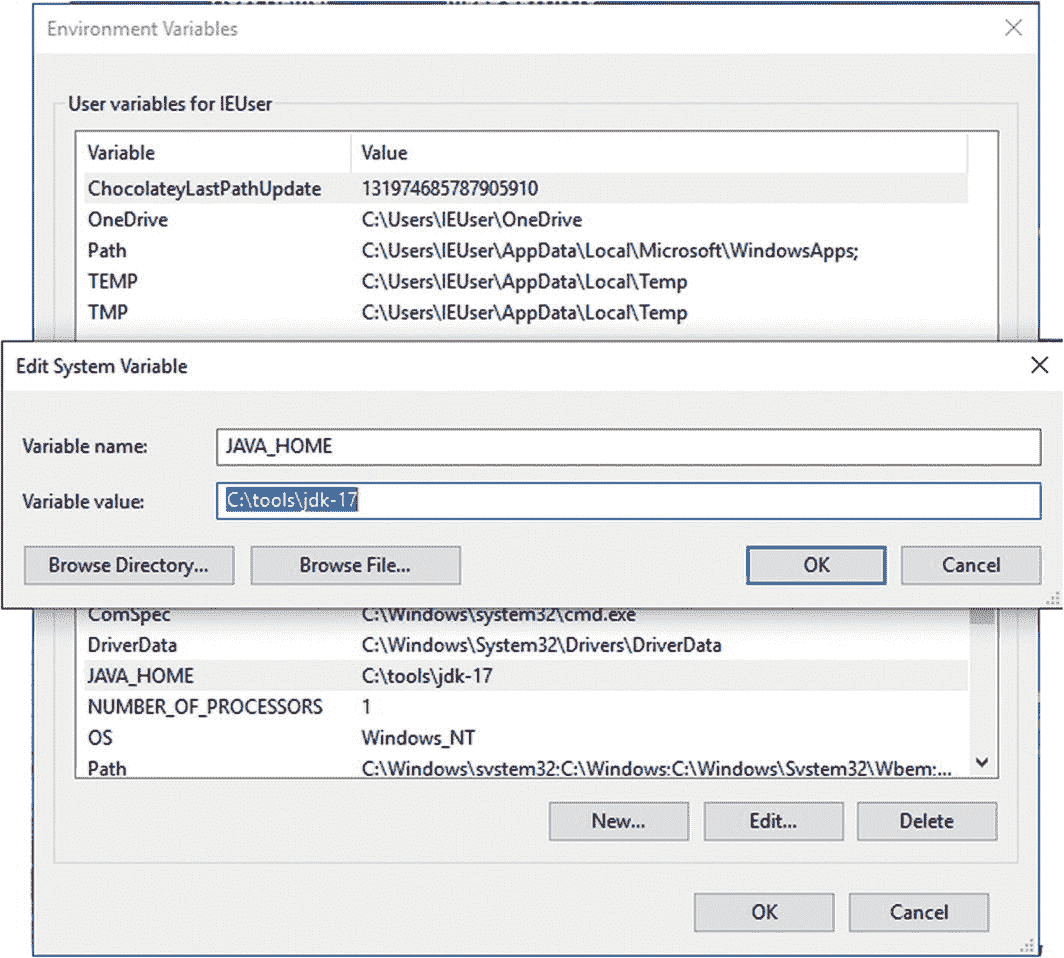 Environment Variables
User variables for IEUser
Variable Value
ChocolateyLastPathUpdate 131974685787905910
OneDrive C:\Users\IEUser\OneDrive
Path C:\Users\IEUser\AppData\Local\Microsoft\WindowsApps;
TEMP C:\Users\IEUser\AppData\Local\Temp
TMP C:\Users\IEUser\AppData\Local\Temp
Edit System Variable
Variable name: JAVA_HOME
Variable value: C:\tools\jdk-17
Browse Directory... Browse File... OK Cancel
ComSpec C:\Windows\system32\cmd.exe
DriverData C:\Windows\System32\Drivers\DriverData
JAVA_HOME C:\tools\jdk-17
NUMBER_OF_PROCESSORS 1
OS Windows_NT
Path C:\Windows\system32;C:\Windows;C:\Windows\System32\Wbem;...
New... Edit... Delete
OK Cancel